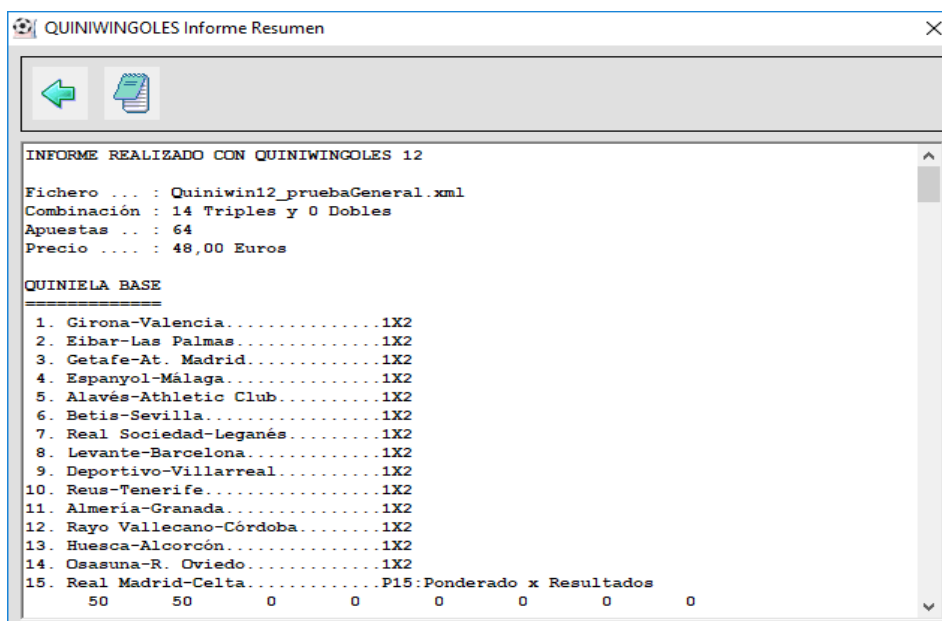 QUINIWINGOLES Informe Resumen
INFORME REALIZADO CON QUINIWINGOLES 12
Fichero ... : Quiniwin12_pruebaGeneral.xml
Combinación : 14 Triples y 0 Dobles
Apuestas .. : 64
Precio .... : 48,00 Euros
QUINIELA BASE
=============
1. Girona-Valencia...............1X2
2. Eibar-Las Palmas..............1X2
3. Getafe-At. Madrid.............1X2
4. Espanyol-Málaga...............1X2
5. Alavés-Athletic Club..........1X2
6. Betis-Sevilla.................1X2
7. Real Sociedad-Leganés.........1X2
8. Levante-Barcelona.............1X2
9. Deportivo-Villarreal..........1X2
10. Reus-Tenerife.................1X2
11. Almería-Granada...............1X2
12. Rayo Vallecano-Córdoba........1X2
13. Huesca-Alcorcón...............1X2
14. Osasuna-R. Oviedo.............1X2
15. Real Madrid-Celta.............P15:Ponderado x Resultados
50 50 0 0 0 0 0 0